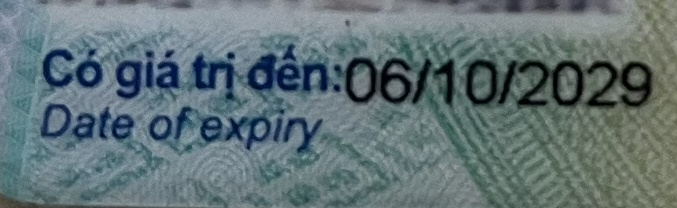 Có giá trị đến:06/10/2029
Date of expiry